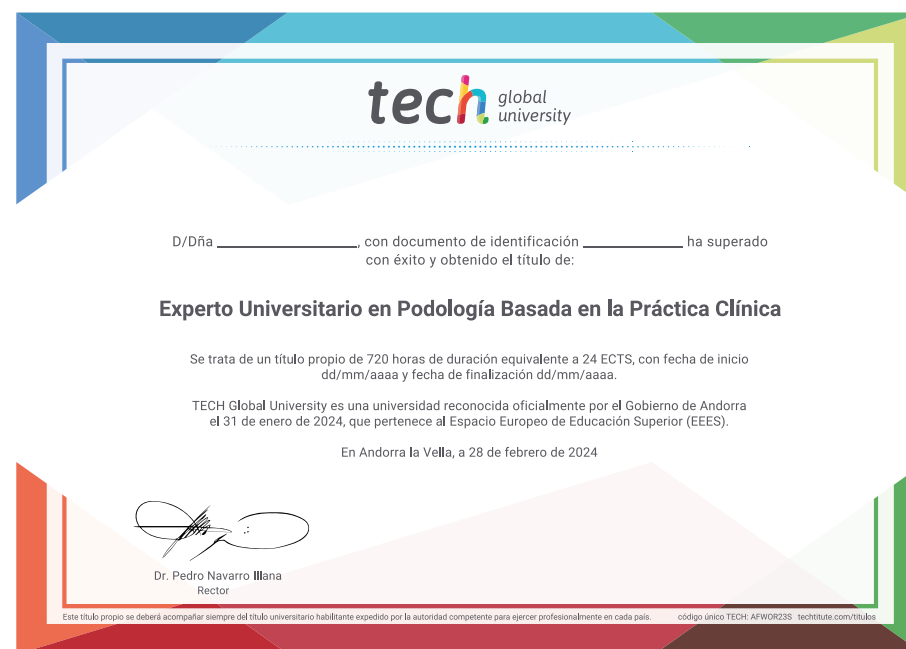 tech global
university
D/Dña ____________________, con documento de identificación ______________ ha superado
con éxito y obtenido el título de:
Experto Universitario en Podología Basada en la Práctica Clínica
Se trata de un título propio de 720 horas de duración equivalente a 24 ECTS, con fecha de inicio
dd/mm/aaaa y fecha de finalización dd/mm/aaaa.
TECH Global University es una universidad reconocida oficialmente por el Gobierno de Andorra
el 31 de enero de 2024, que pertenece al Espacio Europeo de Educación Superior (EEES).
En Andorra la Vella, a 28 de febrero de 2024
Dr. Pedro Navarro Illana
Rector
Este título propio se deberá acompañar siempre del título universitario habilitante expedido por la autoridad competente para ejercer profesionalmente en cada país. código único TECH: AFWOR23S techtitute.com/titulos